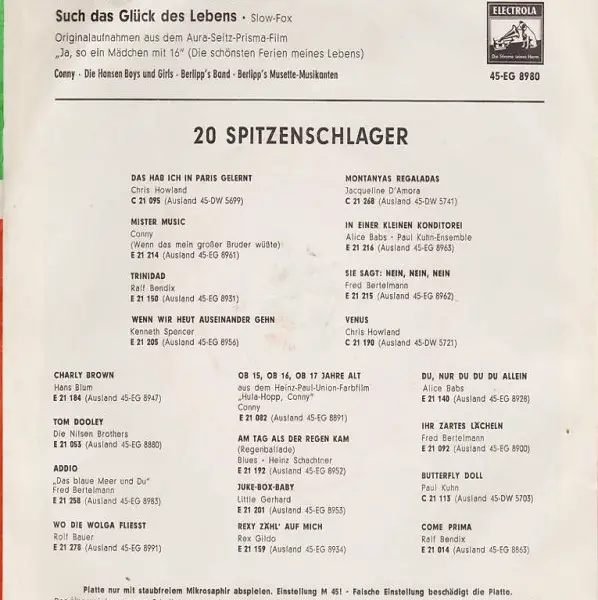 Such das Glück des Lebens • Slow-Fox
Originalaufnahmen aus dem Aura-Seitz-Prisma-Film
„Ja, so ein Mädchen mit 16" (Die schönsten Ferien meines Lebens)
Conny · Die Hansen Boys und Girls · Berlipp's Band · Berlipp's Musette-Musikanten
ELECTROLA
Die Stimme seines Herrn
45-EG 8980
20 SPITZENSCHLAGER
DAS HAB ICH IN PARIS GELERNT
Chris Howland
C 21 095 (Ausland 45-DW 5699)
MISTER MUSIC
Conny
(Wenn das mein großer Bruder wüßte)
E 21 214 (Ausland 45-EG 8961)
TRINIDAD
Ralf Bendix
E 21 150 (Ausland 45-EG 8931)
WENN WIR HEUT AUSEINANDER GEHN
Kenneth Spencer
E 21 205 (Ausland 45-EG 8956)
MONTANYAS REGALADAS
Jacqueline D'Amora
C 21 268 (Ausland 45-DW 5741)
IN EINER KLEINEN KONDITOREI
Alice Babs · Paul Kuhn-Ensemble
E 21 216 (Ausland 45-EG 8963)
SIE SAGT: NEIN, NEIN, NEIN
Fred Bertelmann
E 21 215 (Ausland 45-EG 8962)
VENUS
Chris Howland
C 21 190 (Ausland 45-DW 5721)
CHARLY BROWN
Hans Blum
E 21 184 (Ausland 45-EG 8947)
TOM DOOLEY
Die Nilsen Brothers
E 21 053 (Ausland 45-EG 8880)
ADDIO
„Das blaue Meer und Du"
Fred Bertelmann
E 21 258 (Ausland 45-EG 8983)
WO DIE WOLGA FLIESST
Rolf Bauer
E 21 278 (Ausland 45-EG 8991)
OB 15, OB 16, OB 17 JAHRE ALT
aus dem Heinz-Paul-Union-Farbfilm
„Hula-Hopp, Conny"
Conny
E 21 082 (Ausland 45-EG 8891)
AM TAG ALS DER REGEN KAM
(Regenballade)
Blues · Heinz Schachtner
E 21 192 (Ausland 45-EG 8952)
JUKE-BOX-BABY
Little Gerhard
E 21 201 (Ausland 45-EG 8953)
REXY ZÄHL' AUF MICH
Rex Gildo
E 21 159 (Ausland 45-EG 8934)
DU, NUR DU DU DU ALLEIN
Alice Babs
E 21 140 (Ausland 45-EG 8928)
IHR ZARTES LÄCHELN
Fred Bertelmann
E 21 092 (Ausland 45-EG 8900)
BUTTERFLY DOLL
Paul Kuhn
C 21 113 (Ausland 45-DW 5703)
COME PRIMA
Ralf Bendix
E 21 014 (Ausland 45-EG 8863)
Platte nur mit staubfreiem Mikrosaphir abspielen. Einstellung M 45! · Falsche Einstellung beschädigt die Platte.